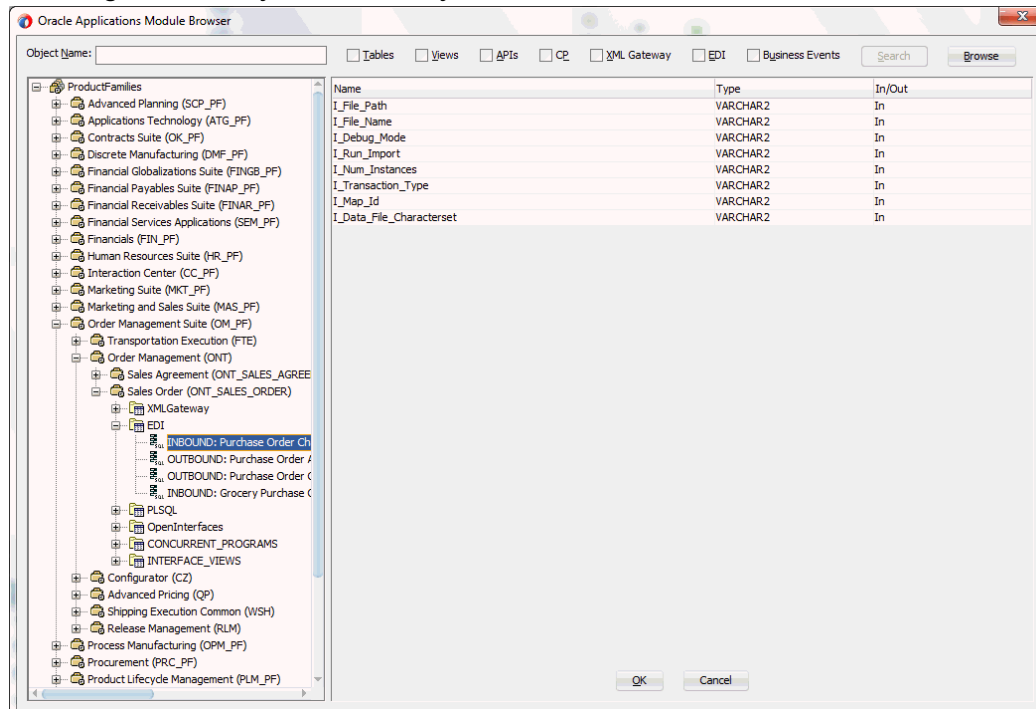 Oracle Applications Module Browser
Object Name: Tables Views APIs CP XML Gateway EDI Business Events Search Browse
ProductFamilies
Advanced Planning (SCP_PF)
Applications Technology (ATG_PF)
Contracts Suite (OK_PF)
Discrete Manufacturing (DMF_PF)
Financial Globalizations Suite (FINGB_PF)
Financial Payables Suite (FINAP_PF)
Financial Receivables Suite (FINAR_PF)
Financial Services Applications (SEM_PF)
Financials (FIN_PF)
Human Resources Suite (HR_PF)
Interaction Center (CC_PF)
Marketing Suite (MKT_PF)
Marketing and Sales Suite (MAS_PF)
Order Management Suite (OM_PF)
Transportation Execution (FTE)
Order Management (ONT)
Sales Agreement (ONT_SALES_AGREE
Sales Order (ONT_SALES_ORDER)
XMLGateway
EDI
INBOUND: Purchase Order Ch
OUTBOUND: Purchase Order A
OUTBOUND: Purchase Order C
INBOUND: Grocery Purchase O
PLSQL
OpenInterfaces
CONCURRENT_PROGRAMS
INTERFACE_VIEWS
Configurator (CZ)
Advanced Pricing (QP)
Shipping Execution Common (WSH)
Release Management (RLM)
Process Manufacturing (OPM_PF)
Procurement (PRC_PF)
Product Lifecycle Management (PLM_PF)
Name Type In/Out
I_File_Path VARCHAR2 In
I_File_Name VARCHAR2 In
I_Debug_Mode VARCHAR2 In
I_Run_Import VARCHAR2 In
I_Num_Instances VARCHAR2 In
I_Transaction_Type VARCHAR2 In
I_Map_Id VARCHAR2 In
I_Data_File_Characterset VARCHAR2 In
OK Cancel